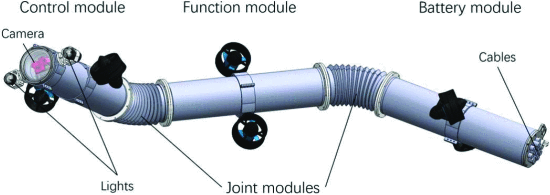 Control module
Function module
Battery module
Camera
Cables
Lights
Joint modules